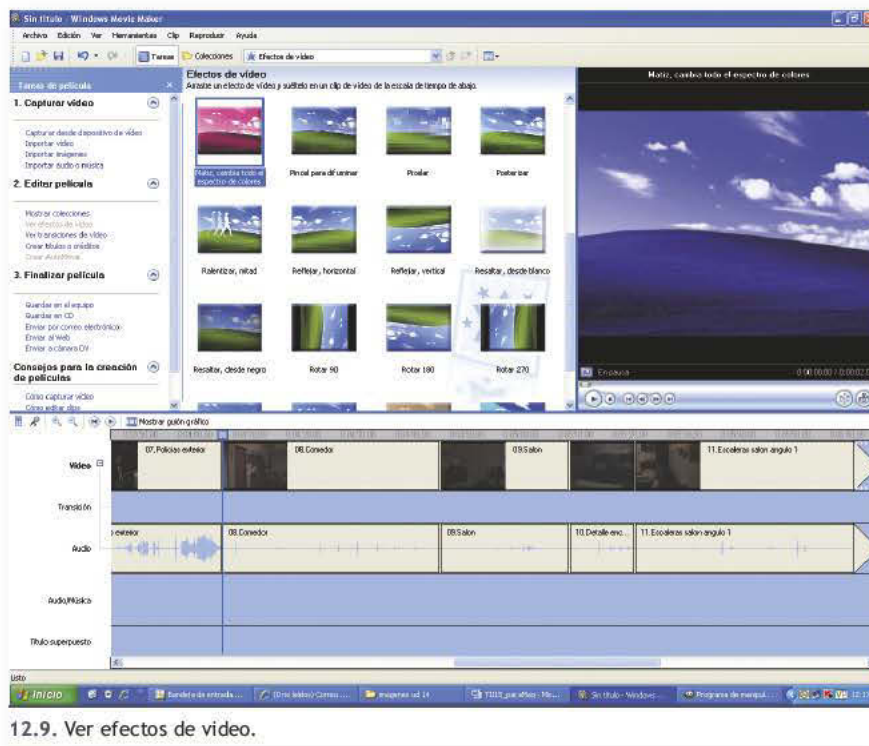 Sin título - Windows Movie Maker
Archivo Edición Ver Herramientas Clip Reproducir Ayuda
Tareas Colecciones Efectos de vídeo
Tareas de película
1. Capturar vídeo
Capturar desde dispositivo de vídeo
Importar vídeo
Importar imágenes
Importar audio o música
2. Editar película
Mostrar colecciones
Ver efectos de vídeo
Ver transiciones de vídeo
Crear títulos o créditos
Crear AutoMovie
3. Finalizar película
Guardar en el equipo
Guardar en CD
Enviar por correo electrónico
Enviar al Web
Enviar a cámara DV
Consejos para la creación de películas
Cómo capturar vídeo
Cómo editar clips
Efectos de vídeo
Arrastre un efecto de vídeo y suéltelo en un clip de vídeo de la escala de tiempo de abajo.
Matiz, cambia todo el espectro de colores
Pincel para difuminar
Pixelar
Posterizar
Ralentizar, mitad
Reflejar, horizontal
Reflejar, vertical
Resaltar, desde blanco
Resaltar, desde negro
Rotar 90
Rotar 180
Rotar 270
Matiz, cambia todo el espectro de colores
En pausa
Mostrar guión gráfico
Vídeo
07.Policias exterior
08.Comedor
09.Salon
11.Escaleras salon angulo 1
Transición
Audio
exterior
08.Comedor
09.Salon
10.Detalle enc...
11.Escaleras salon angulo 1
Audio/Música
Título superpuesto
Listo
Inicio
Bandeja de entrada ...
imagenes ud 14
Sin título - Windows...
Programa de manipul...
12.9. Ver efectos de video.